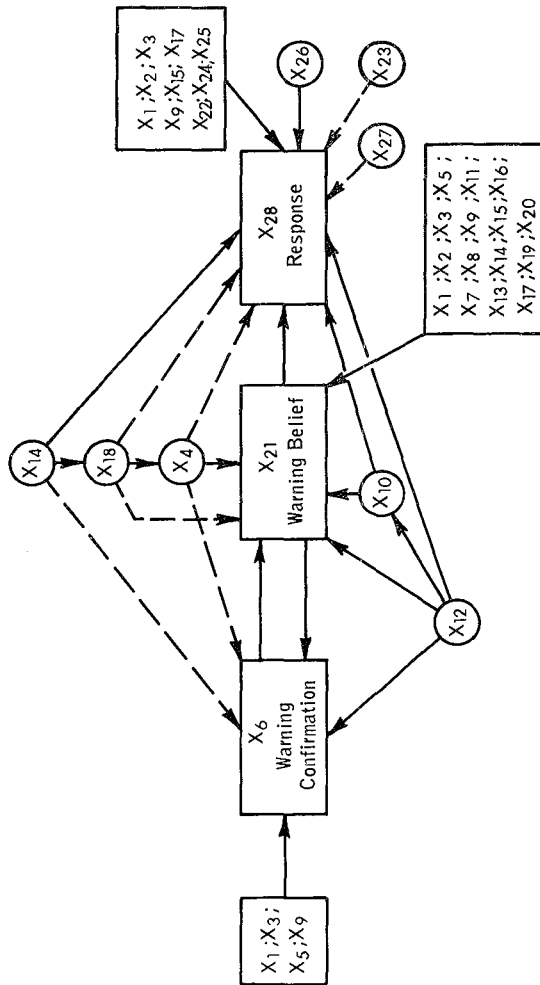 X1 ;X3;
X5;X9
X6
Warning
Confirmation
X14
X18
X4
X21
Warning Belief
X10
X12
X28
Response
X1 ;X2; X3
X9;X15; X17
X22;X24;X25
X26
X27
X23
X1 ;X2 ;X3 ;X5 ;
X7 ;X8 ;X9 ;X11 ;
X13;X14;X15;X16;
X17;X19;X20